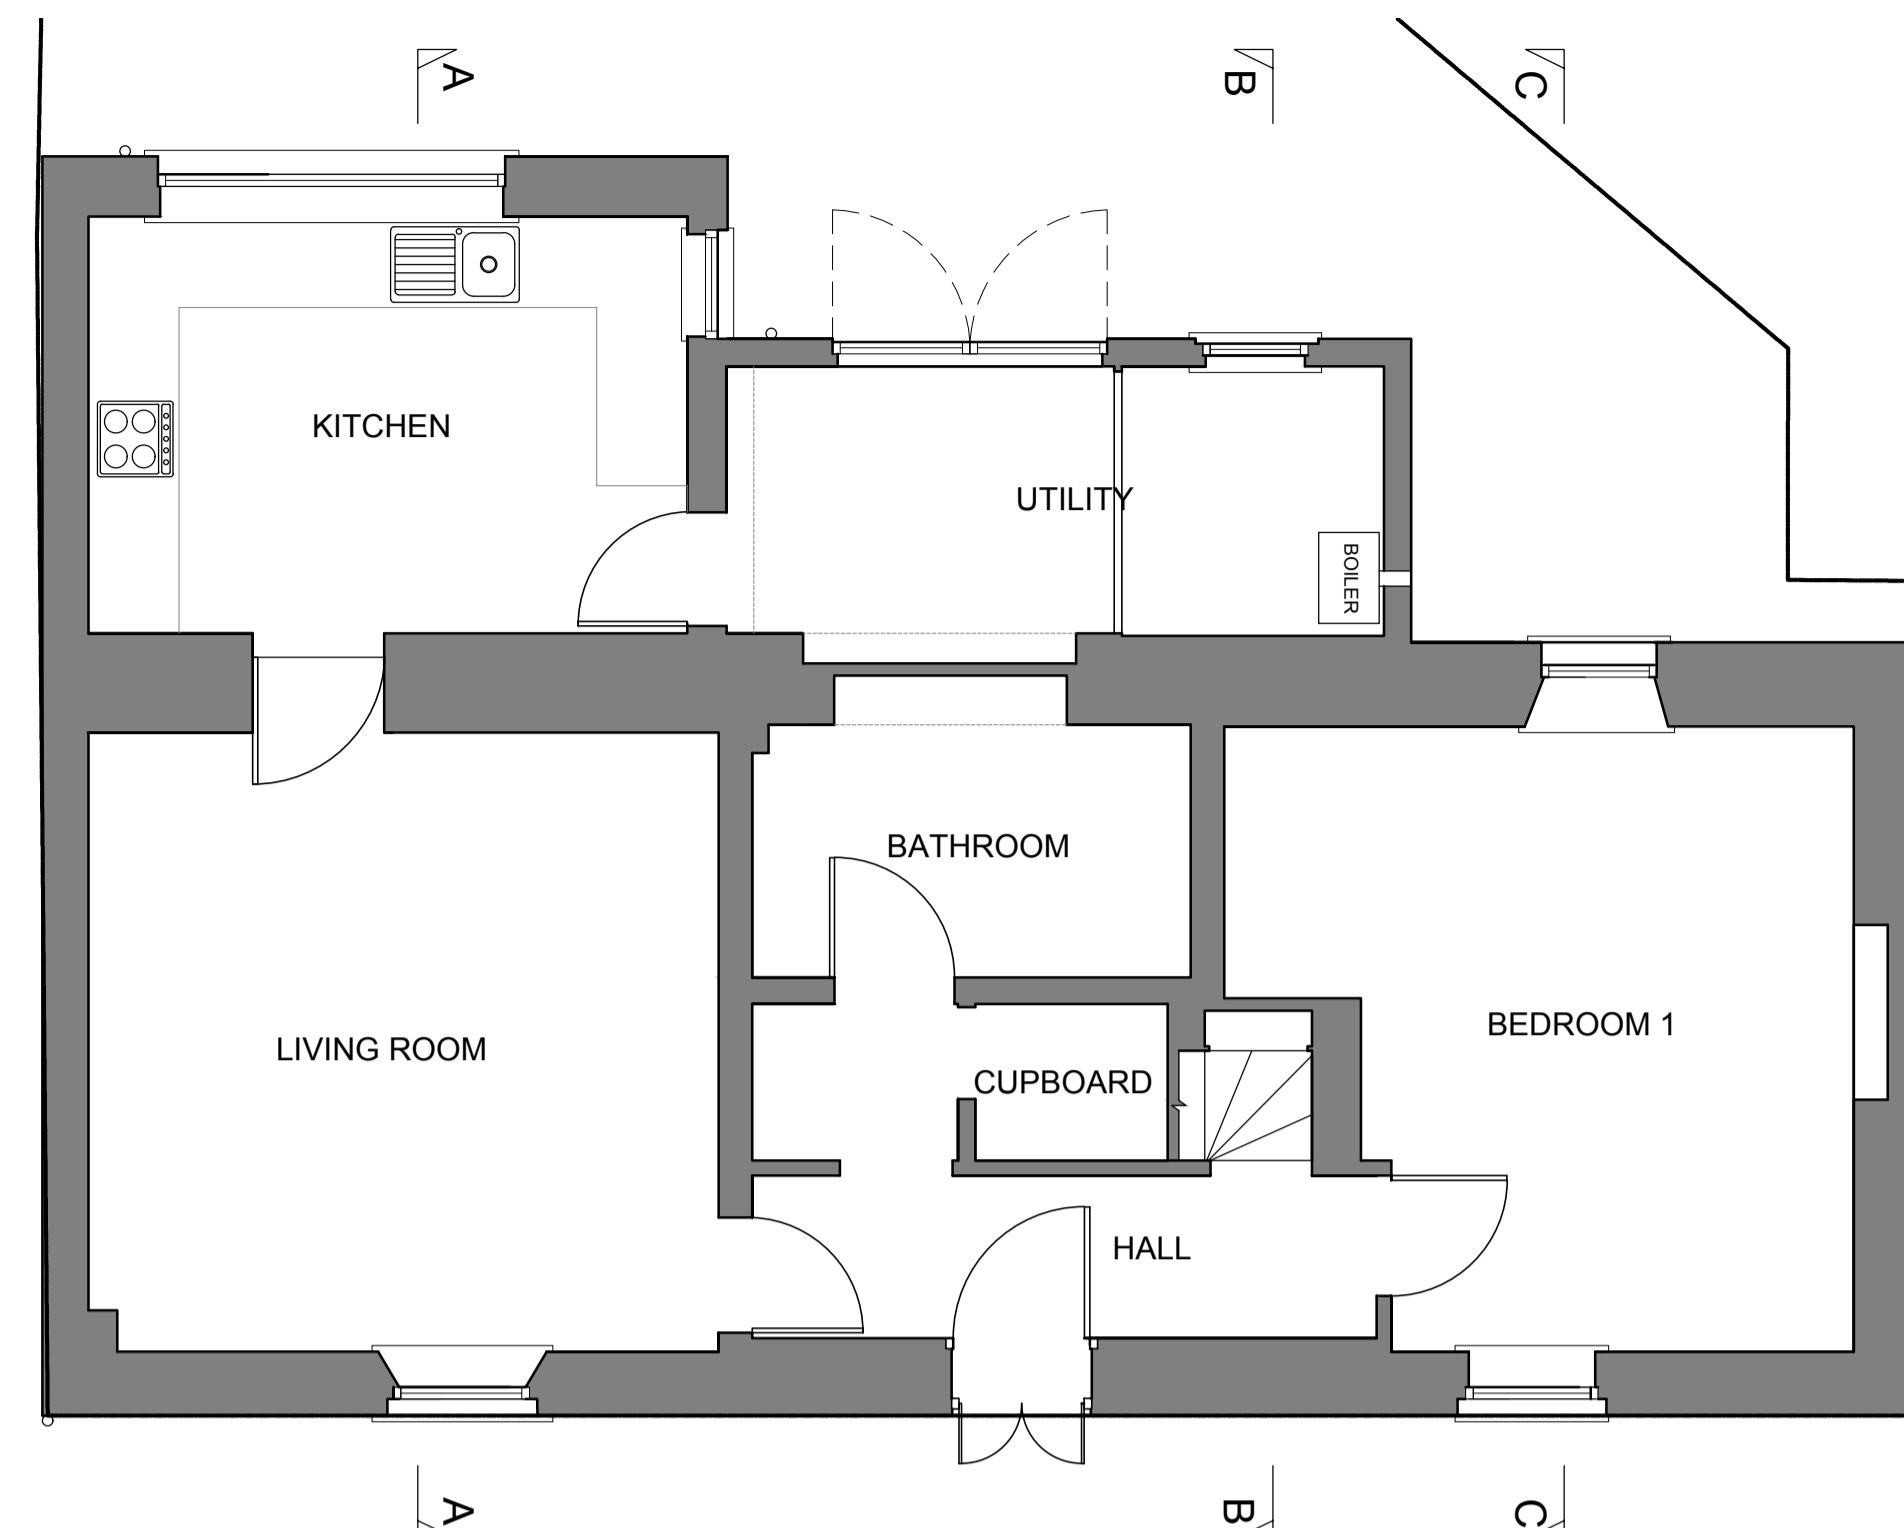 A
B
C
KITCHEN
UTILITY
BOILER
BATHROOM
LIVING ROOM
BEDROOM 1
CUPBOARD
HALL
A
B
C